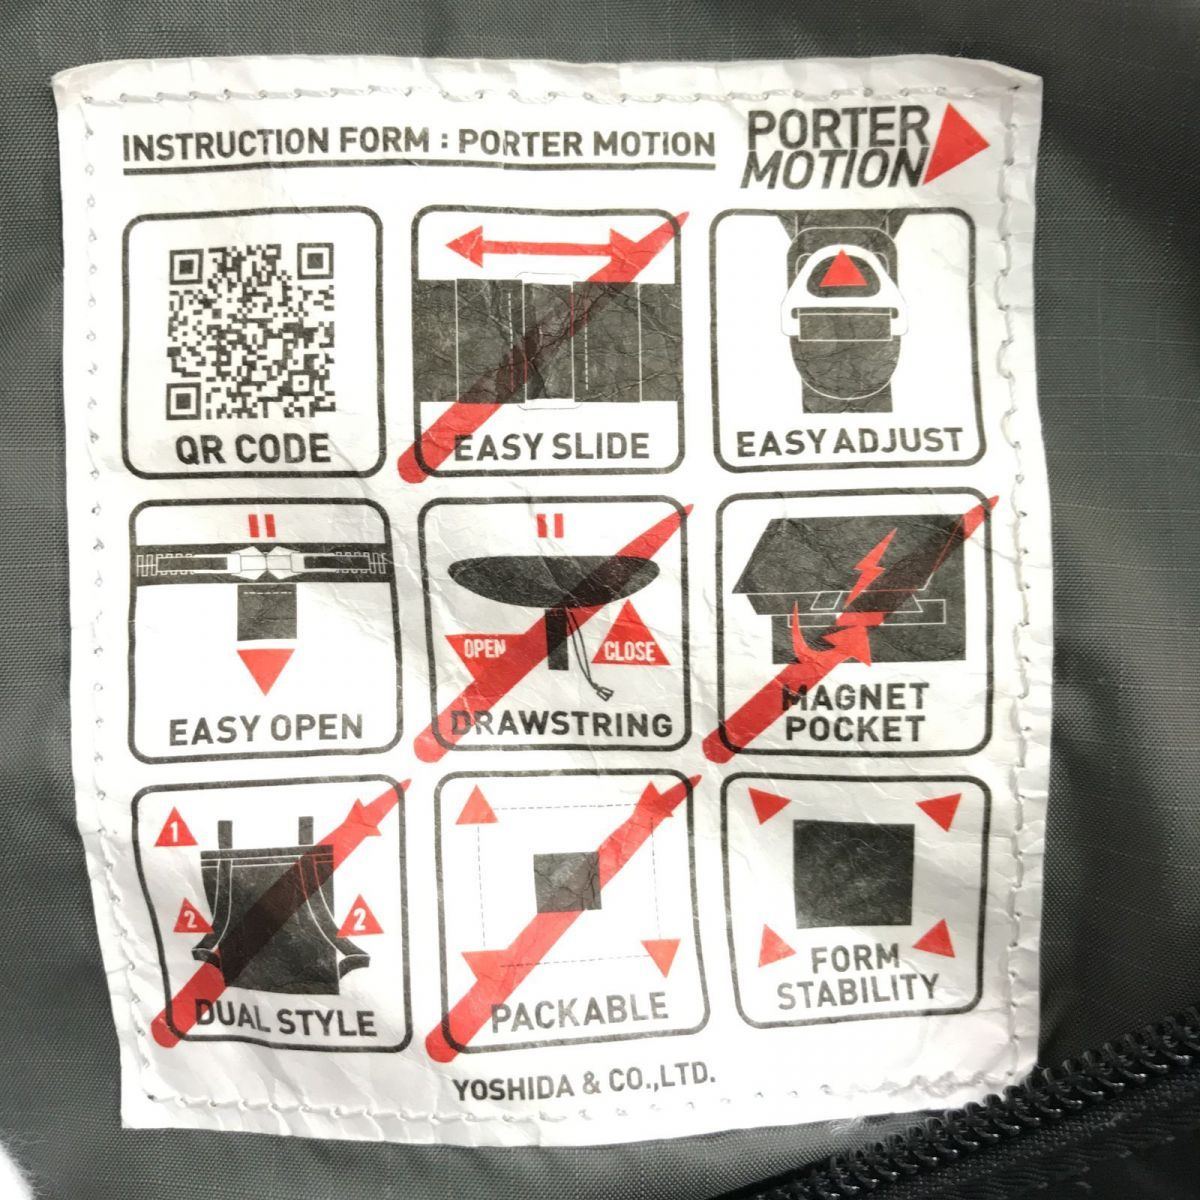 INSTRUCTION FORM : PORTER MOTION
PORTER
MOTION
QR CODE
EASY SLIDE
EASY ADJUST
EASY OPEN
OPEN
CLOSE
DRAWSTRING
MAGNET
POCKET
1
2
2
DUAL STYLE
PACKABLE
FORM
STABILITY
YOSHIDA & CO.,LTD.